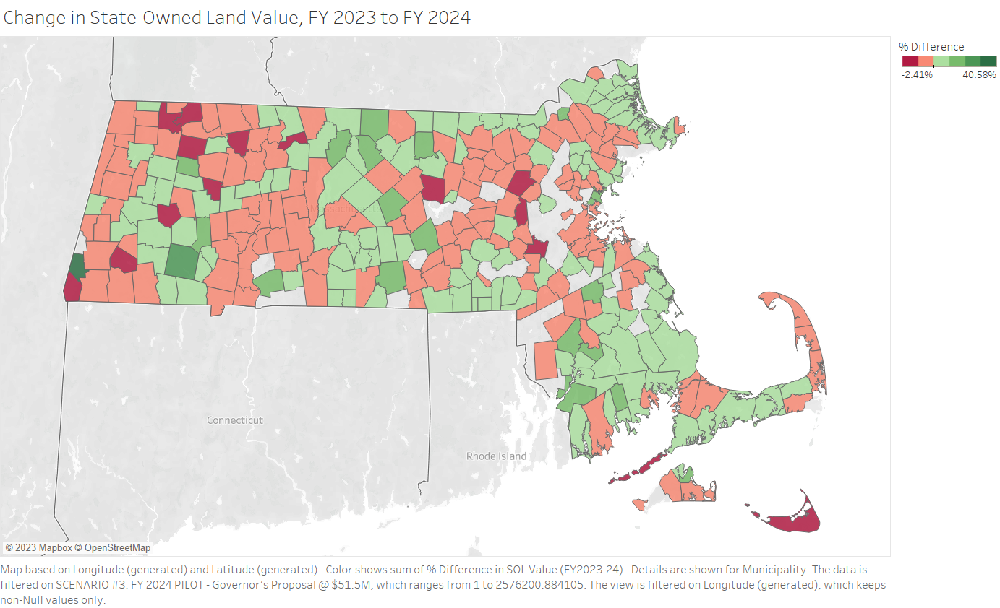 Change in State-Owned Land Value, FY 2023 to FY 2024
% Difference
-2.41% 40.58%
Massachusetts
Connecticut
Rhode Island
© 2023 Mapbox © OpenStreetMap
Map based on Longitude (generated) and Latitude (generated).  Color shows sum of % Difference in SOL Value (FY2023-24).  Details are shown for Municipality. The data is
filtered on SCENARIO #3: FY 2024 PILOT - Governor's Proposal @ $51.5M, which ranges from 1 to 2576200.884105. The view is filtered on Longitude (generated), which keeps
non-Null values only.